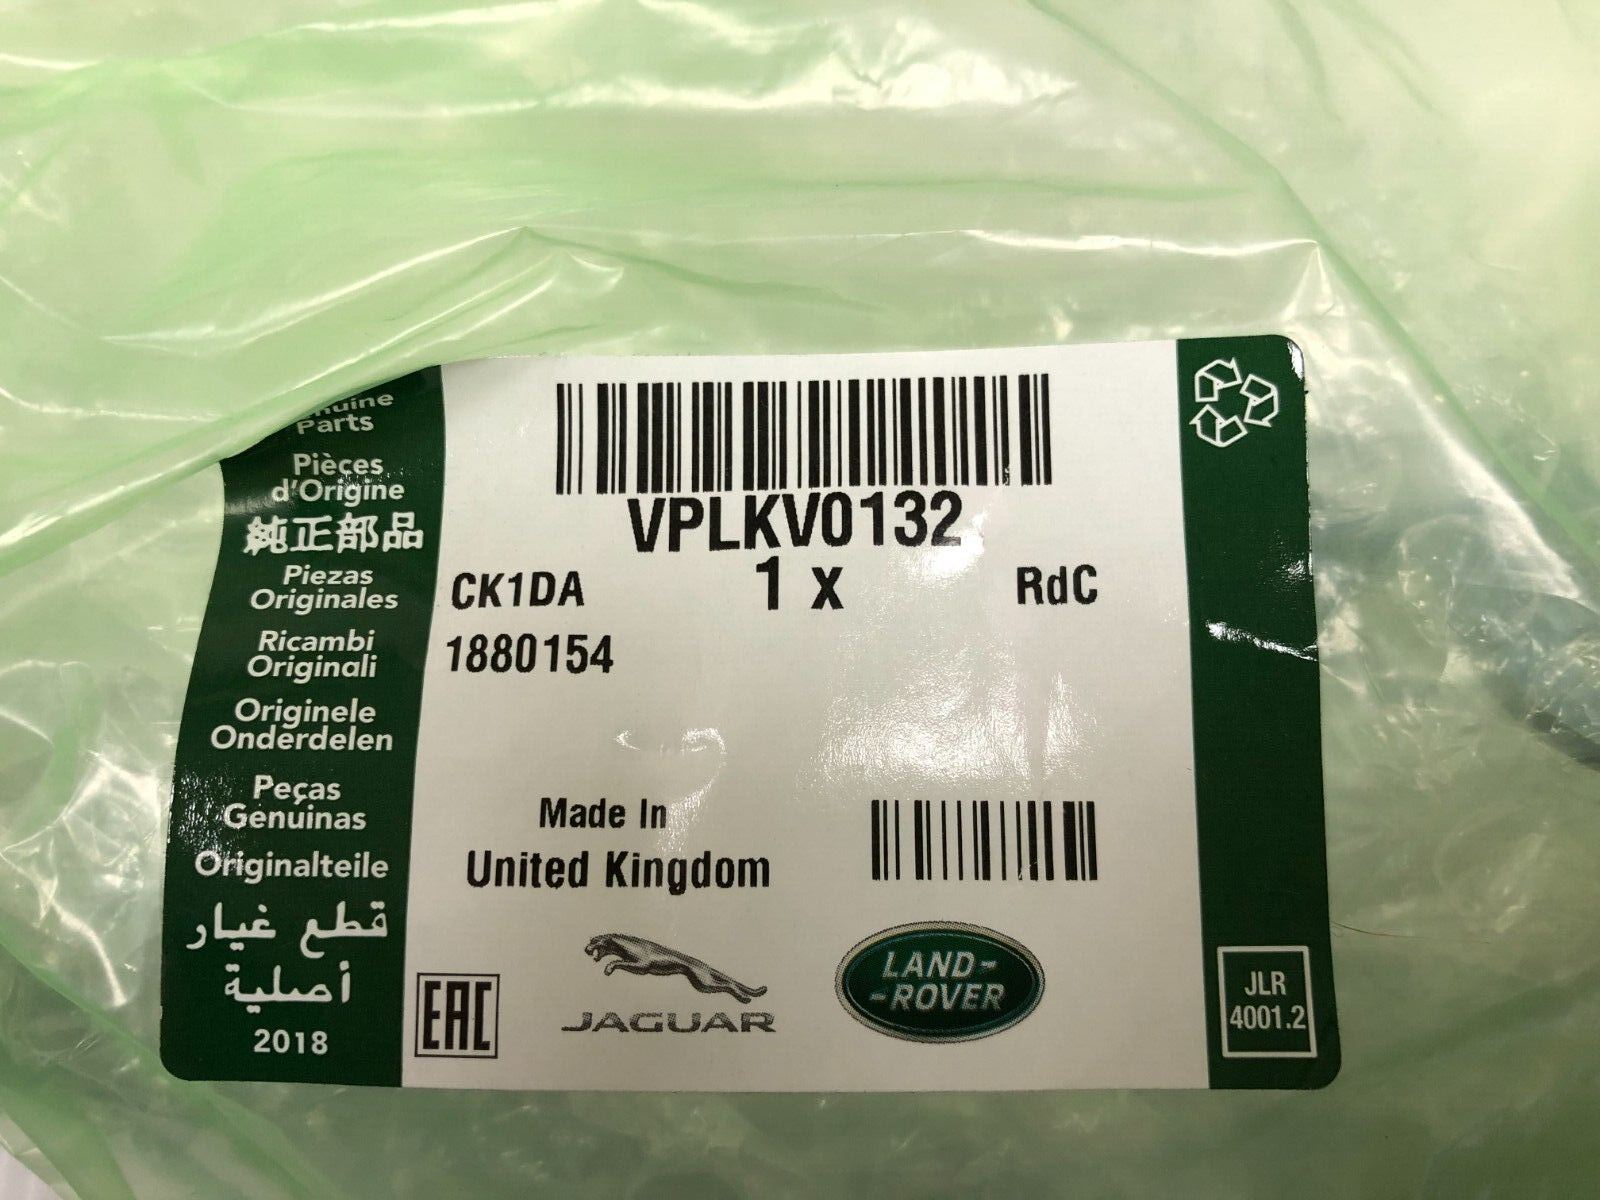 Genuine
Parts
Pièces
d'Origine
純正部品
Piezas
Originales
Ricambi
Originali
Originele
Onderdelen
Peças
Genuinas
Originalteile
قطع غيار
أصلية
2018
VPLKV0132
CK1DA 1 x RdC
1880154
Made In
United Kingdom
EAC
JAGUAR
LAND-
-ROVER
JLR
4001.2